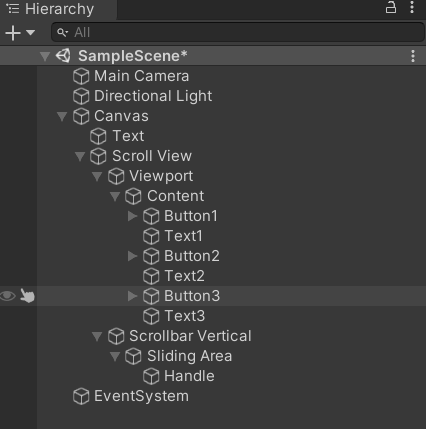 Hierarchy
All
SampleScene*
Main Camera
Directional Light
Canvas
Text
Scroll View
Viewport
Content
Button1
Text1
Button2
Text2
Button3
Text3
Scrollbar Vertical
Sliding Area
Handle
EventSystem